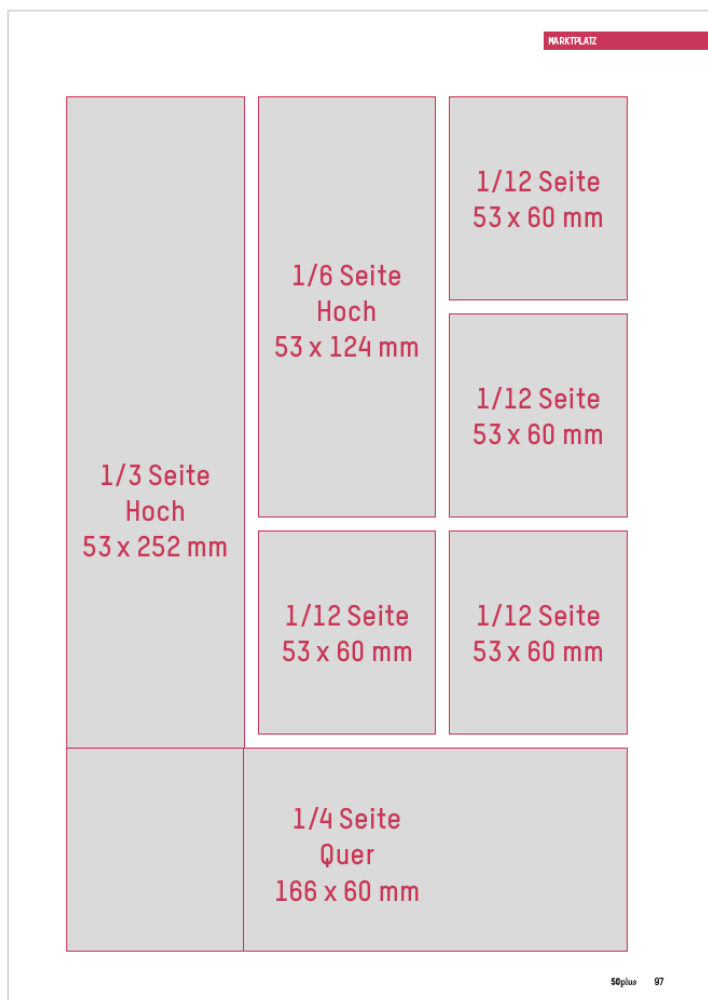 MARKTPLATZ
1/3 Seite
Hoch
53 x 252 mm
1/6 Seite
Hoch
53 x 124 mm
1/12 Seite
53 x 60 mm
1/12 Seite
53 x 60 mm
1/12 Seite
53 x 60 mm
1/12 Seite
53 x 60 mm
1/4 Seite
Quer
166 x 60 mm
50plus 97